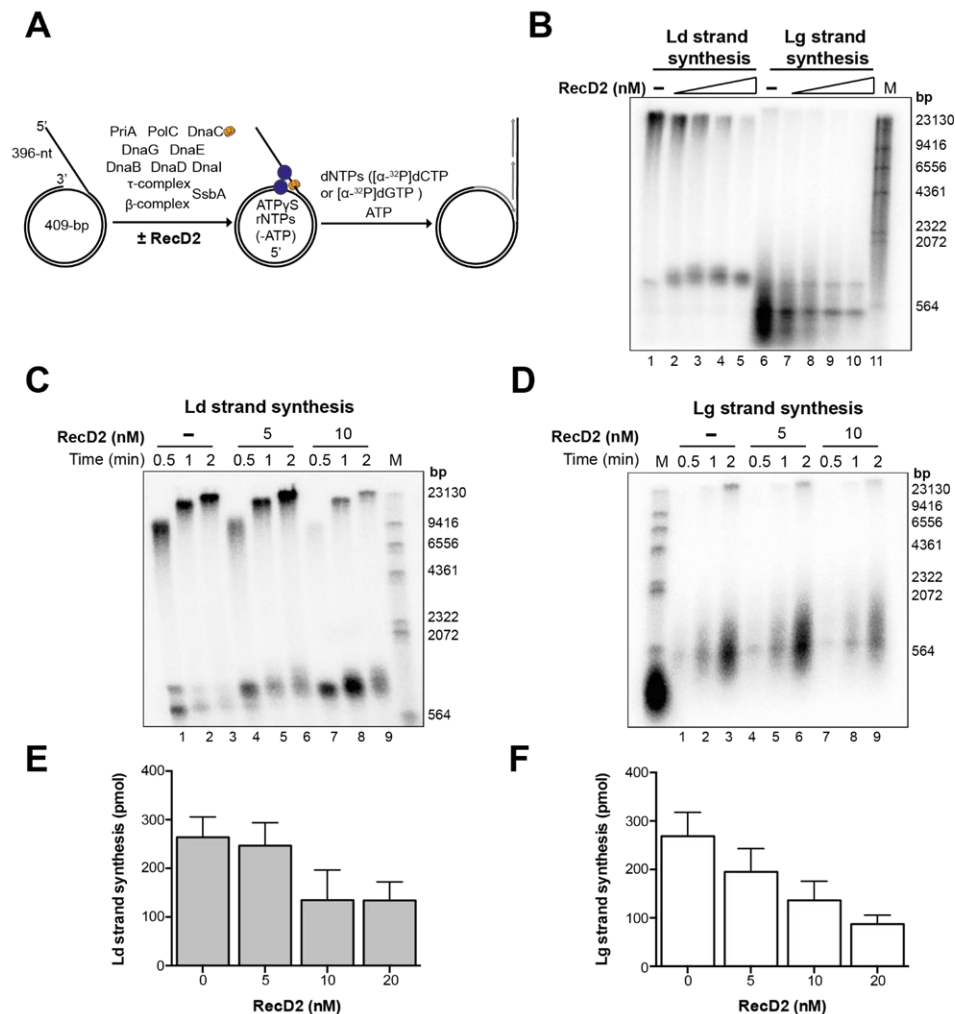 A
5'
396-nt
3'
409-bp
PriA PolC DnaC
DnaG DnaE
DnaB DnaD DnaI
τ-complex
SsbA
β-complex
± RecD2
ATPγS
rNTPs
(-ATP)
5'
dNTPs ([α-³²P]dCTP
or [α-³²P]dGTP )
ATP
B
Ld strand Lg strand
synthesis synthesis
RecD2 (nM) – – M
bp
23130
9416
6556
4361
2322
2072
564
1 2 3 4 5 6 7 8 9 10 11
C
Ld strand synthesis
RecD2 (nM) – 5 10
Time (min) 0.5 1 2 0.5 1 2 0.5 1 2 M
bp
23130
9416
6556
4361
2322
2072
564
1 2 3 4 5 6 7 8 9
D
Lg strand synthesis
RecD2 (nM) – 5 10
Time (min) M 0.5 1 2 0.5 1 2 0.5 1 2
bp
23130
9416
6556
4361
2322
2072
564
1 2 3 4 5 6 7 8 9
E
Ld strand synthesis (pmol)
400
300
200
100
0
0 5 10 20
RecD2 (nM)
F
Lg strand synthesis (pmol)
400
300
200
100
0
0 5 10 20
RecD2 (nM)